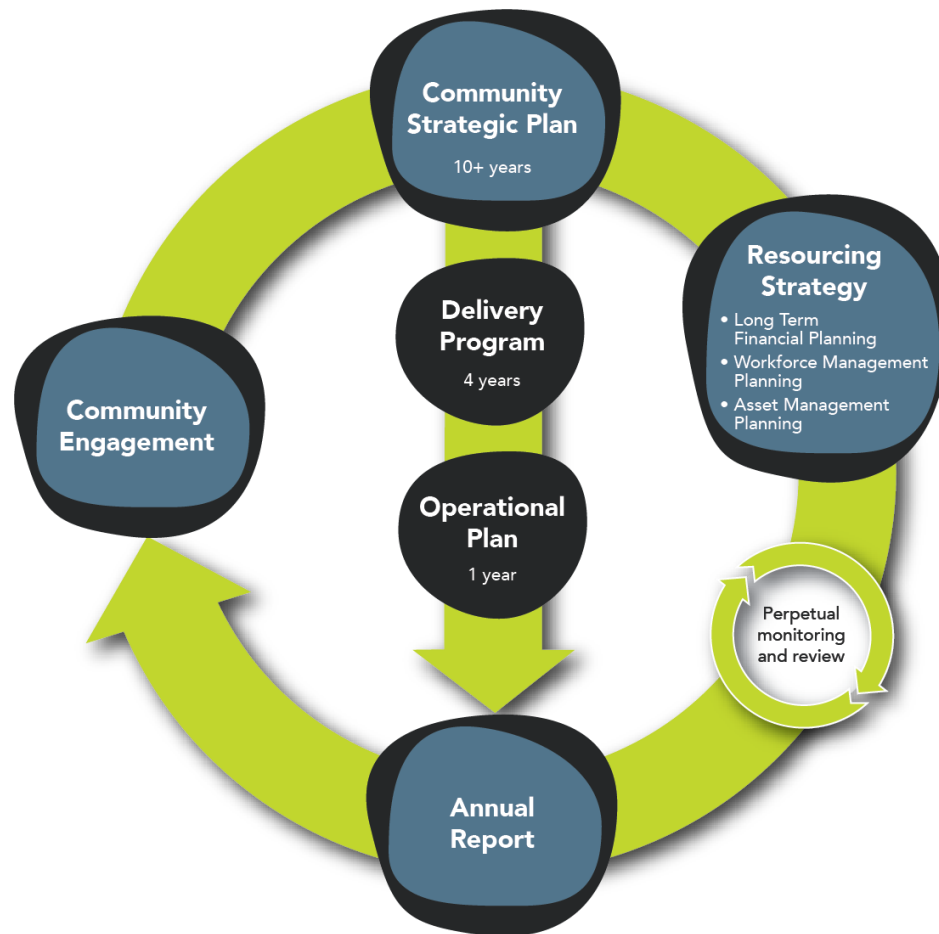 Community
Strategic Plan
10+ years
Resourcing
Strategy
• Long Term
Financial Planning
• Workforce Management
Planning
• Asset Management
Planning
Delivery
Program
4 years
Community
Engagement
Operational
Plan
1 year
Perpetual
monitoring
and review
Annual
Report